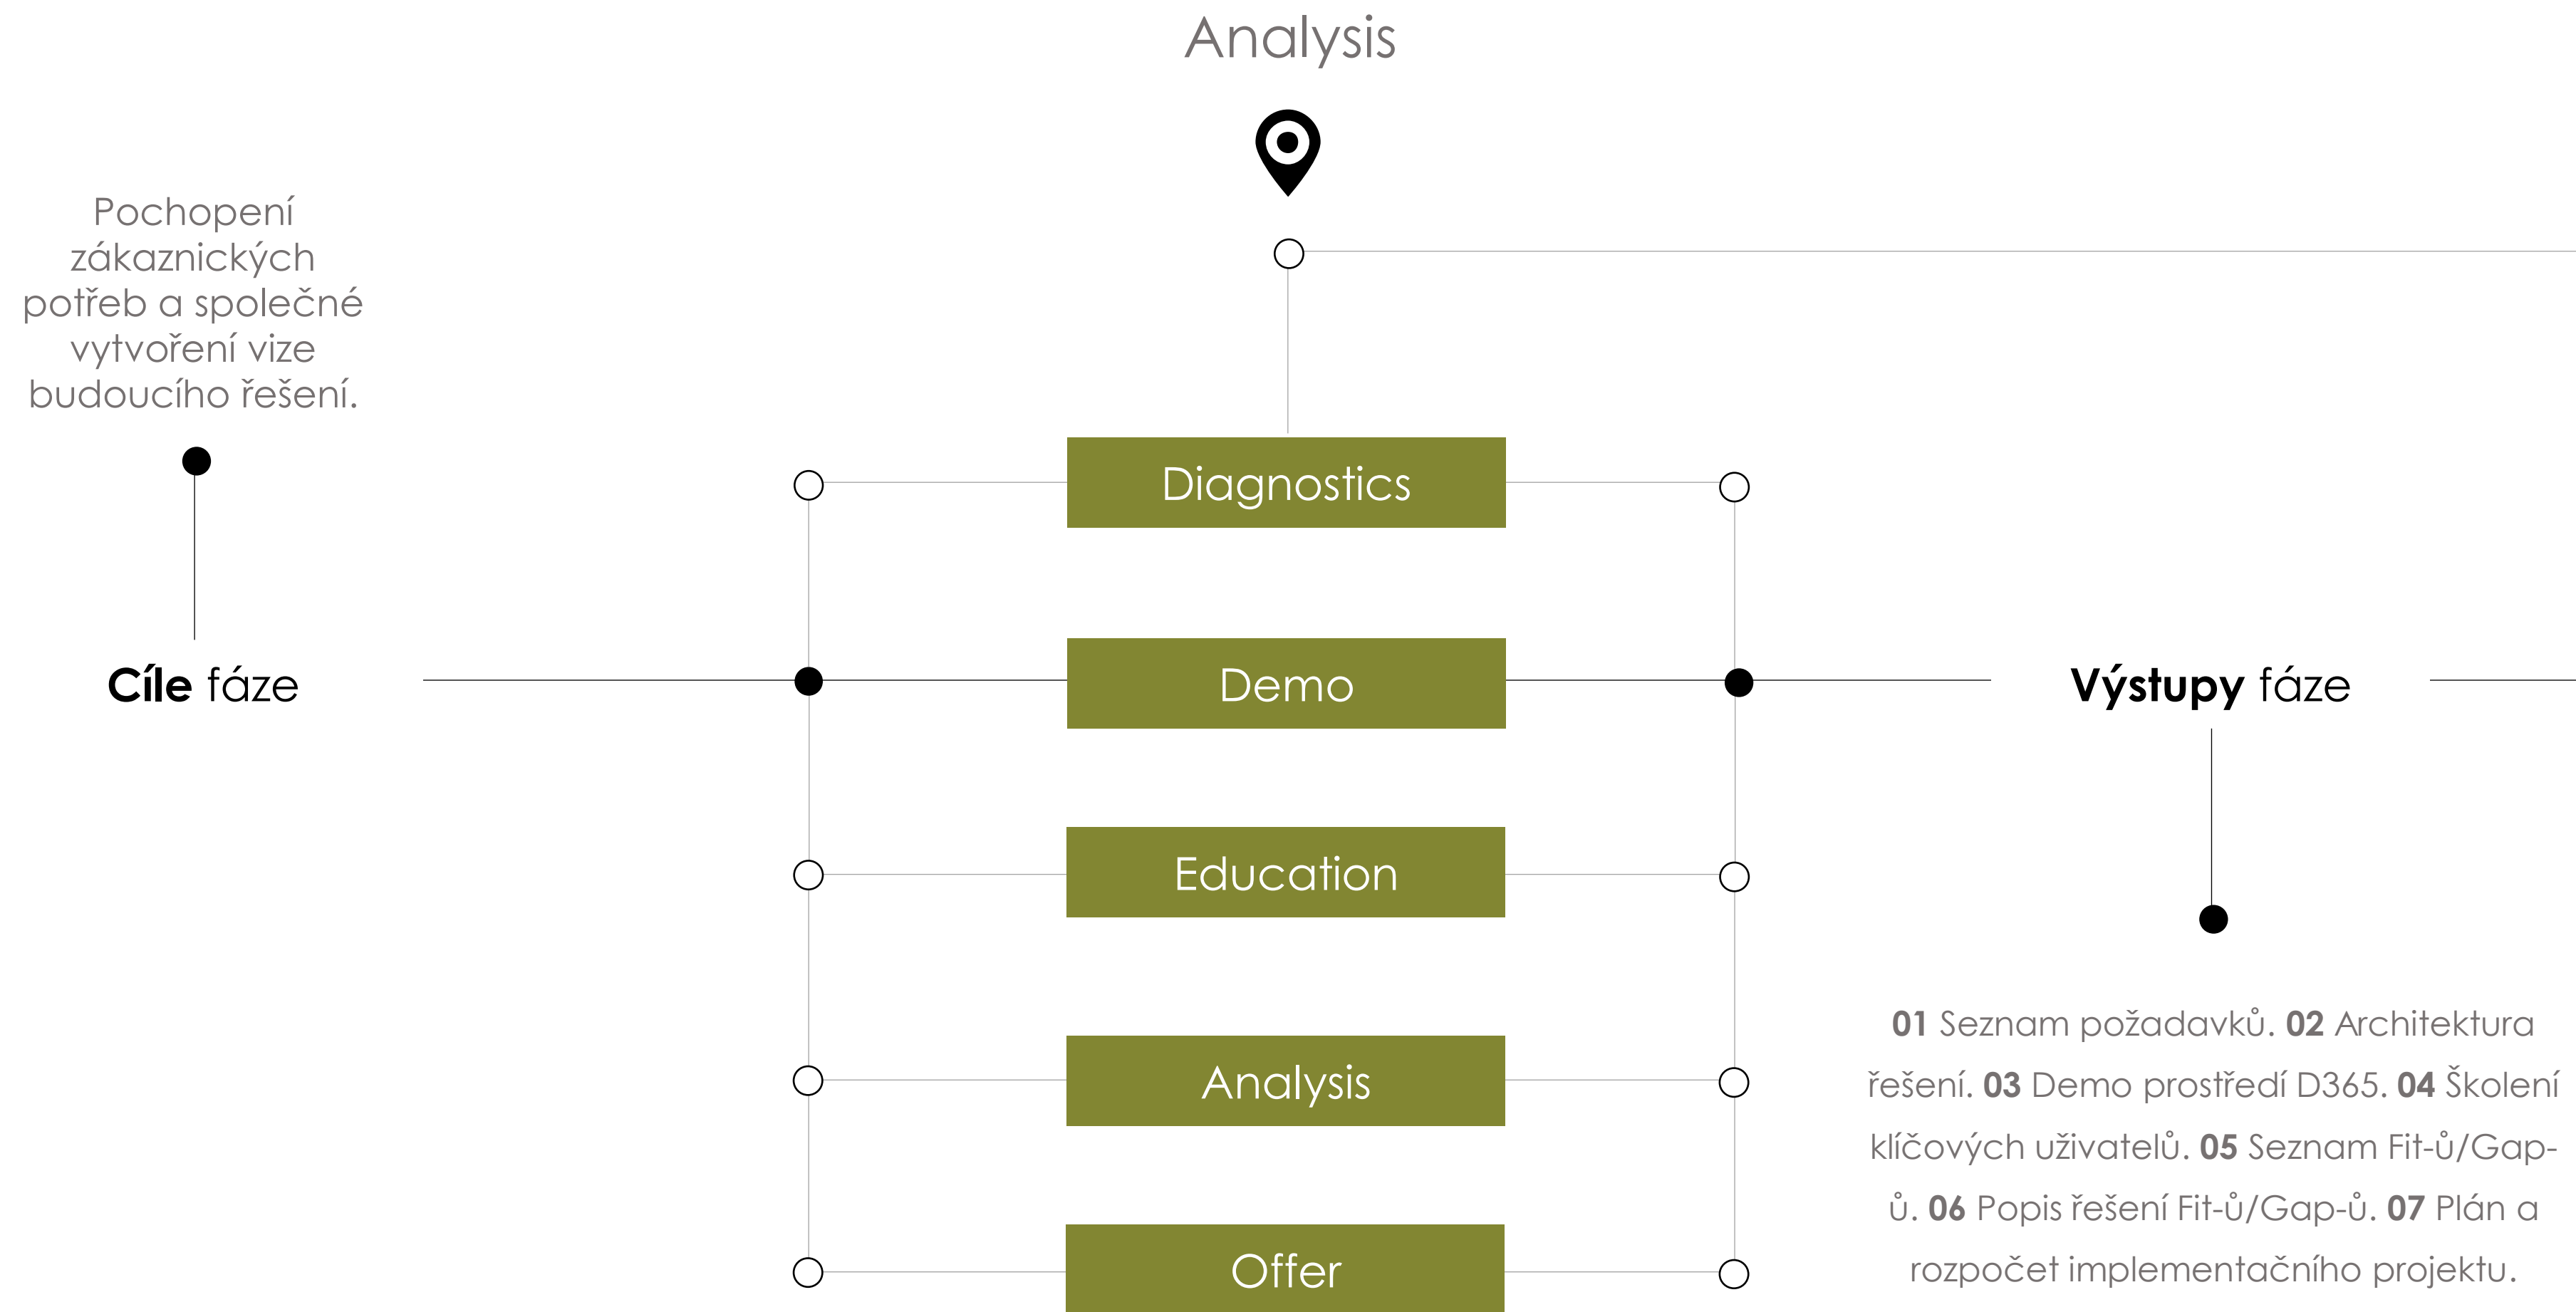 Analysis
Pochopení
zákaznických
potřeb a společné
vytvoření vize
budoucího řešení.
Cíle fáze
Diagnostics
Demo
Education
Analysis
Offer
Výstupy fáze
01 Seznam požadavků. 02 Architektura
řešení. 03 Demo prostředí D365. 04 Školení
klíčových uživatelů. 05 Seznam Fit-ů/Gap-
ů. 06 Popis řešení Fit-ů/Gap-ů. 07 Plán a
rozpočet implementačního projektu.